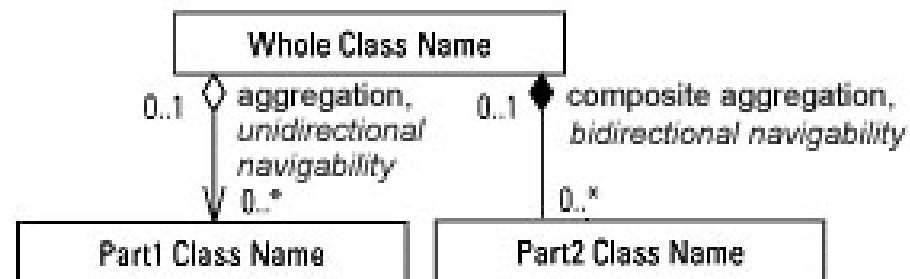 Whole Class Name
0..1
aggregation,
unidirectional
navigability
0..*
0..1
composite aggregation,
bidirectional navigability
0..*
Part1 Class Name
Part2 Class Name